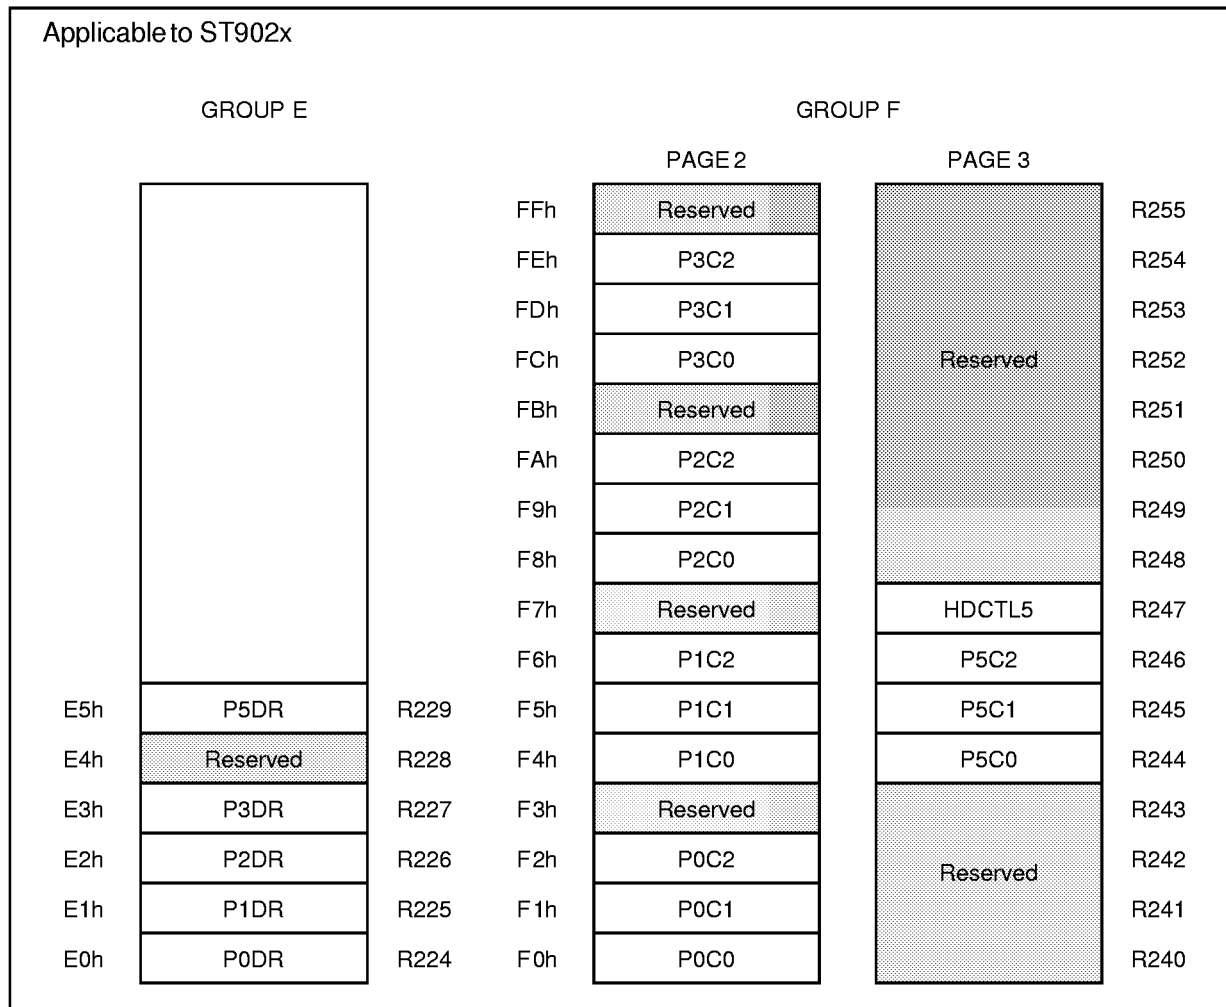 Applicable to ST902x
GROUP E
GROUP F
PAGE 2
PAGE 3
FFh Reserved R255
FEh P3C2 R254
FDh P3C1 R253
FCh P3C0 Reserved R252
FBh Reserved R251
FAh P2C2 R250
F9h P2C1 R249
F8h P2C0 R248
F7h Reserved HDCTL5 R247
F6h P1C2 P5C2 R246
E5h P5DR R229 F5h P1C1 P5C1 R245
E4h Reserved R228 F4h P1C0 P5C0 R244
E3h P3DR R227 F3h Reserved R243
E2h P2DR R226 F2h P0C2 Reserved R242
E1h P1DR R225 F1h P0C1 R241
E0h P0DR R224 F0h P0C0 R240